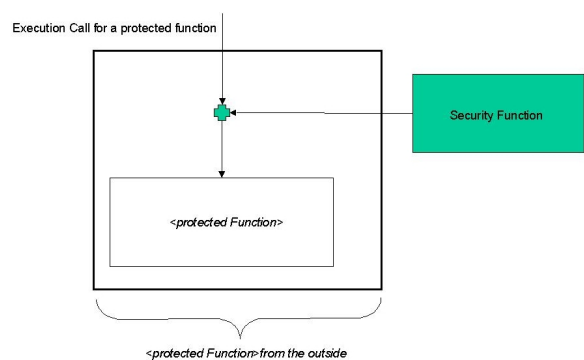 Execution Call for a protected function
Security Function
<protected Function>
<protected Function>from the outside